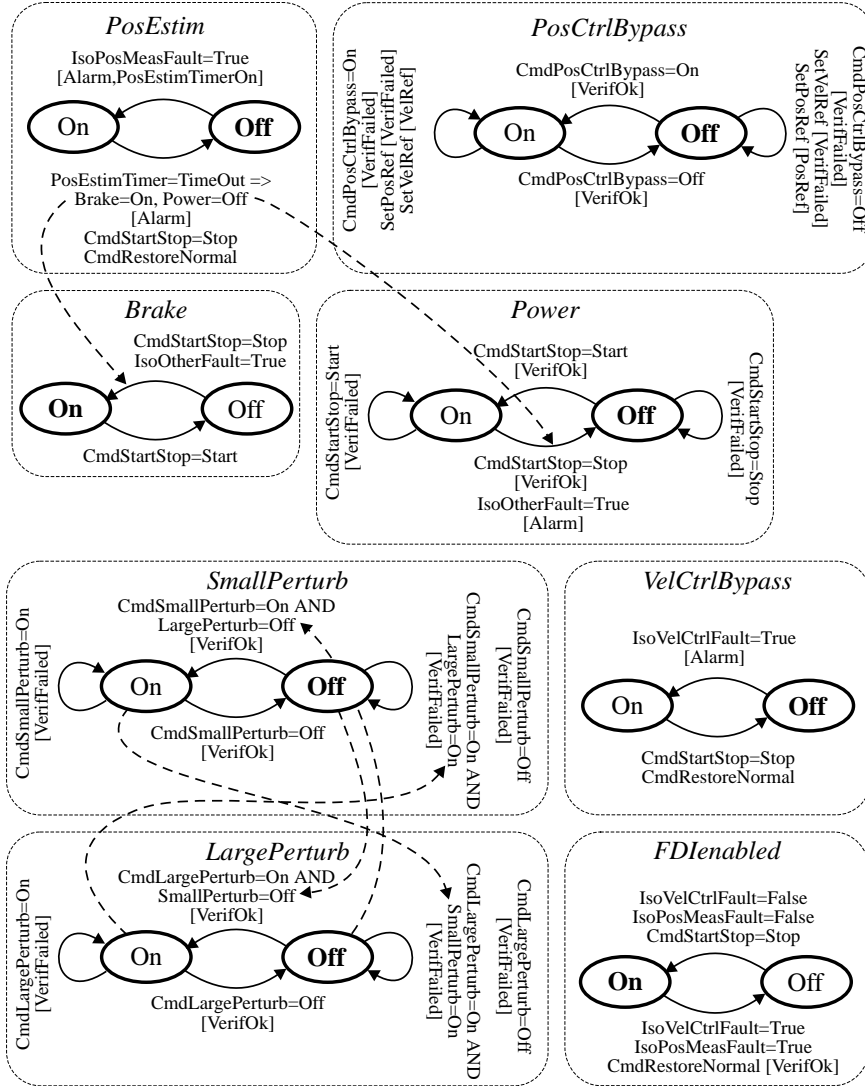 PosEstim
IsoPosMeasFault=True
[Alarm,PosEstimTimerOn]
On
Off
PosEstimTimer=TimeOut =>
Brake=On, Power=Off
[Alarm]
CmdStartStop=Stop
CmdRestoreNormal
PosCtrlBypass
CmdPosCtrlBypass=On
[VerifFailed]
SetPosRef [VerifFailed]
SetVelRef [VelRef]
CmdPosCtrlBypass=On
[VerifOk]
On
Off
CmdPosCtrlBypass=Off
[VerifOk]
CmdPosCtrlBypass=Off
[VerifFailed]
SetVelRef [VerifFailed]
SetPosRef [PosRef]
Brake
CmdStartStop=Stop
IsoOtherFault=True
On
Off
CmdStartStop=Start
Power
CmdStartStop=Start
[VerifFailed]
CmdStartStop=Start
[VerifOk]
On
Off
CmdStartStop=Stop
[VerifOk]
IsoOtherFault=True
[Alarm]
CmdStartStop=Stop
[VerifFailed]
SmallPerturb
CmdSmallPerturb=On
[VerifFailed]
CmdSmallPerturb=On AND
LargePerturb=Off
[VerifOk]
On
Off
CmdSmallPerturb=Off
[VerifOk]
CmdSmallPerturb=On AND
LargePerturb=On
[VerifFailed]
CmdSmallPerturb=Off
[VerifFailed]
VelCtrlBypass
IsoVelCtrlFault=True
[Alarm]
On
Off
CmdStartStop=Stop
CmdRestoreNormal
LargePerturb
CmdLargePerturb=On
[VerifFailed]
CmdLargePerturb=On AND
SmallPerturb=Off
[VerifOk]
On
Off
CmdLargePerturb=Off
[VerifOk]
CmdLargePerturb=On AND
SmallPerturb=On
[VerifFailed]
CmdLargePerturb=Off
[VerifFailed]
FDIenabled
IsoVelCtrlFault=False
IsoPosMeasFault=False
CmdStartStop=Stop
On
Off
IsoVelCtrlFault=True
IsoPosMeasFault=True
CmdRestoreNormal [VerifOk]